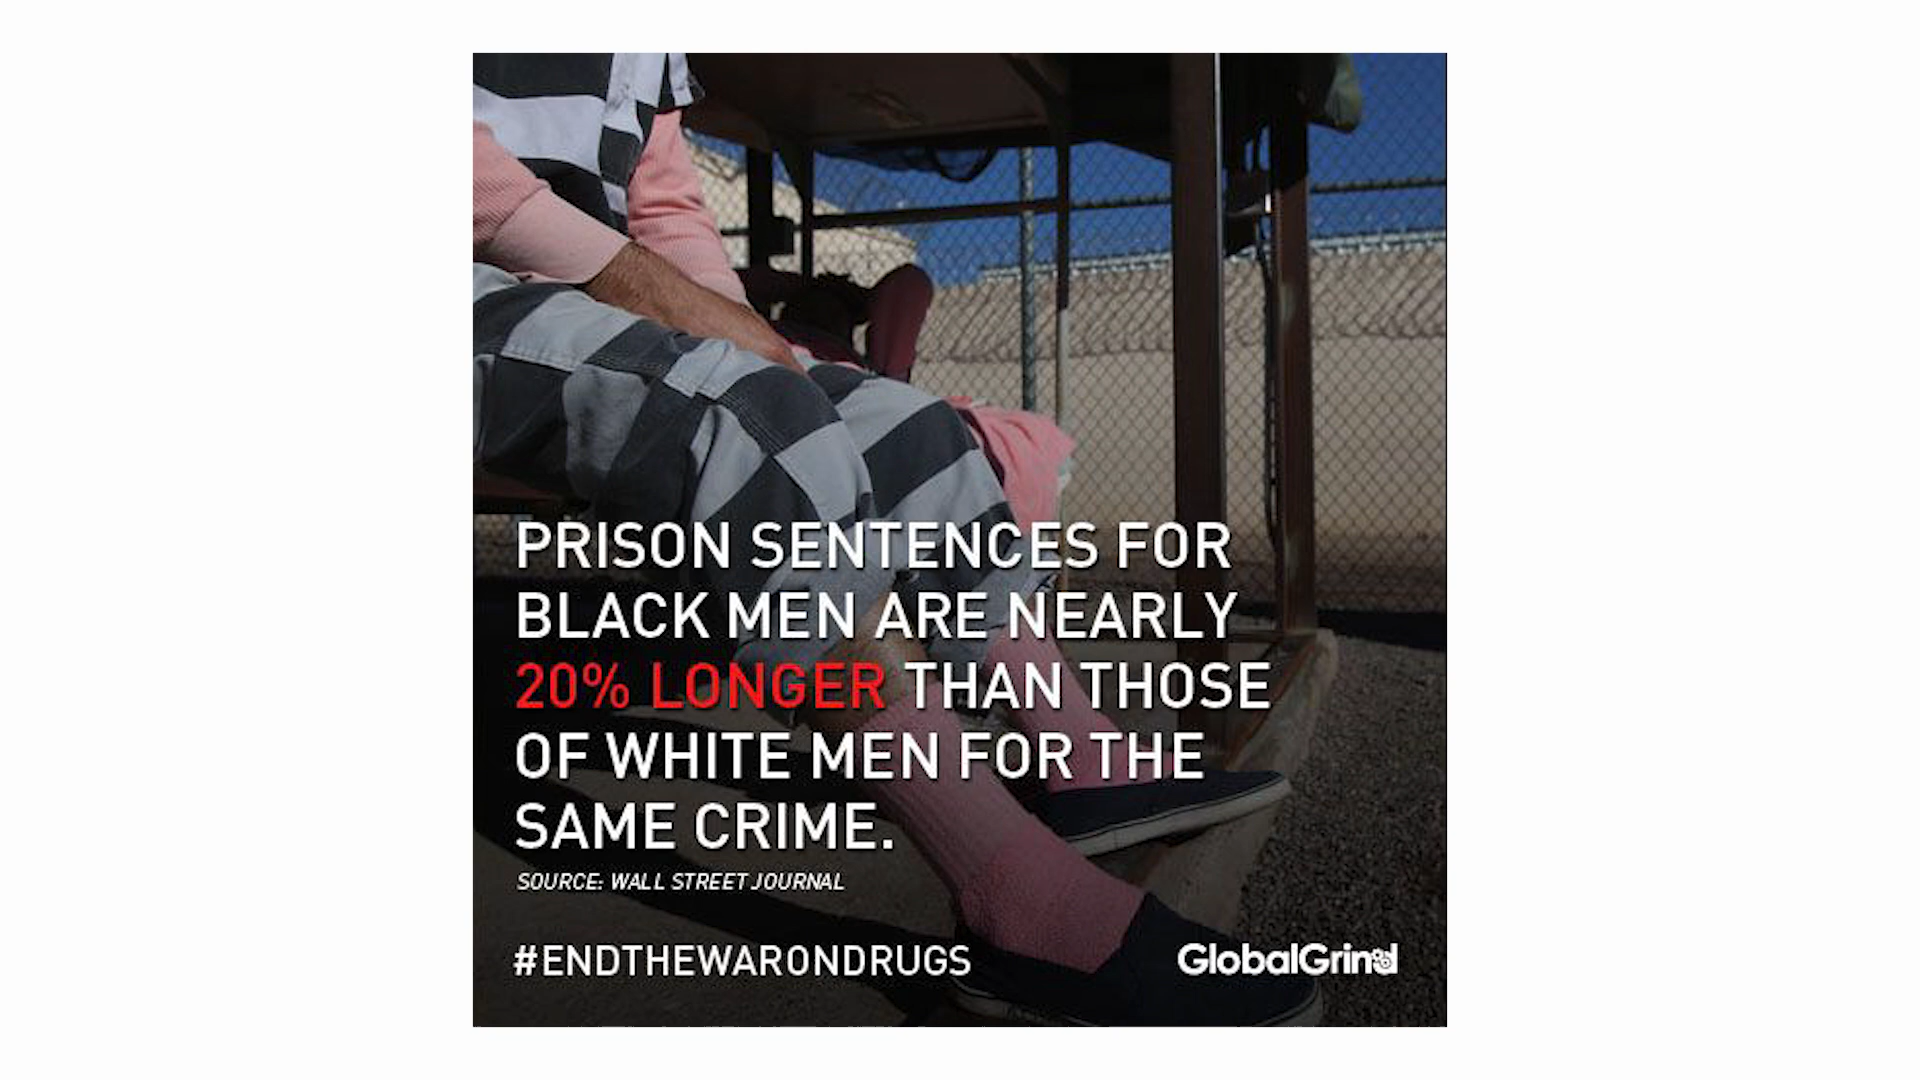 PRISON SENTENCES FOR
BLACK MEN ARE NEARLY
20% LONGER THAN THOSE
OF WHITE MEN FOR THE
SAME CRIME.
SOURCE: WALL STREET JOURNAL
#ENDTHEWARONDRUGS
GlobalGrind